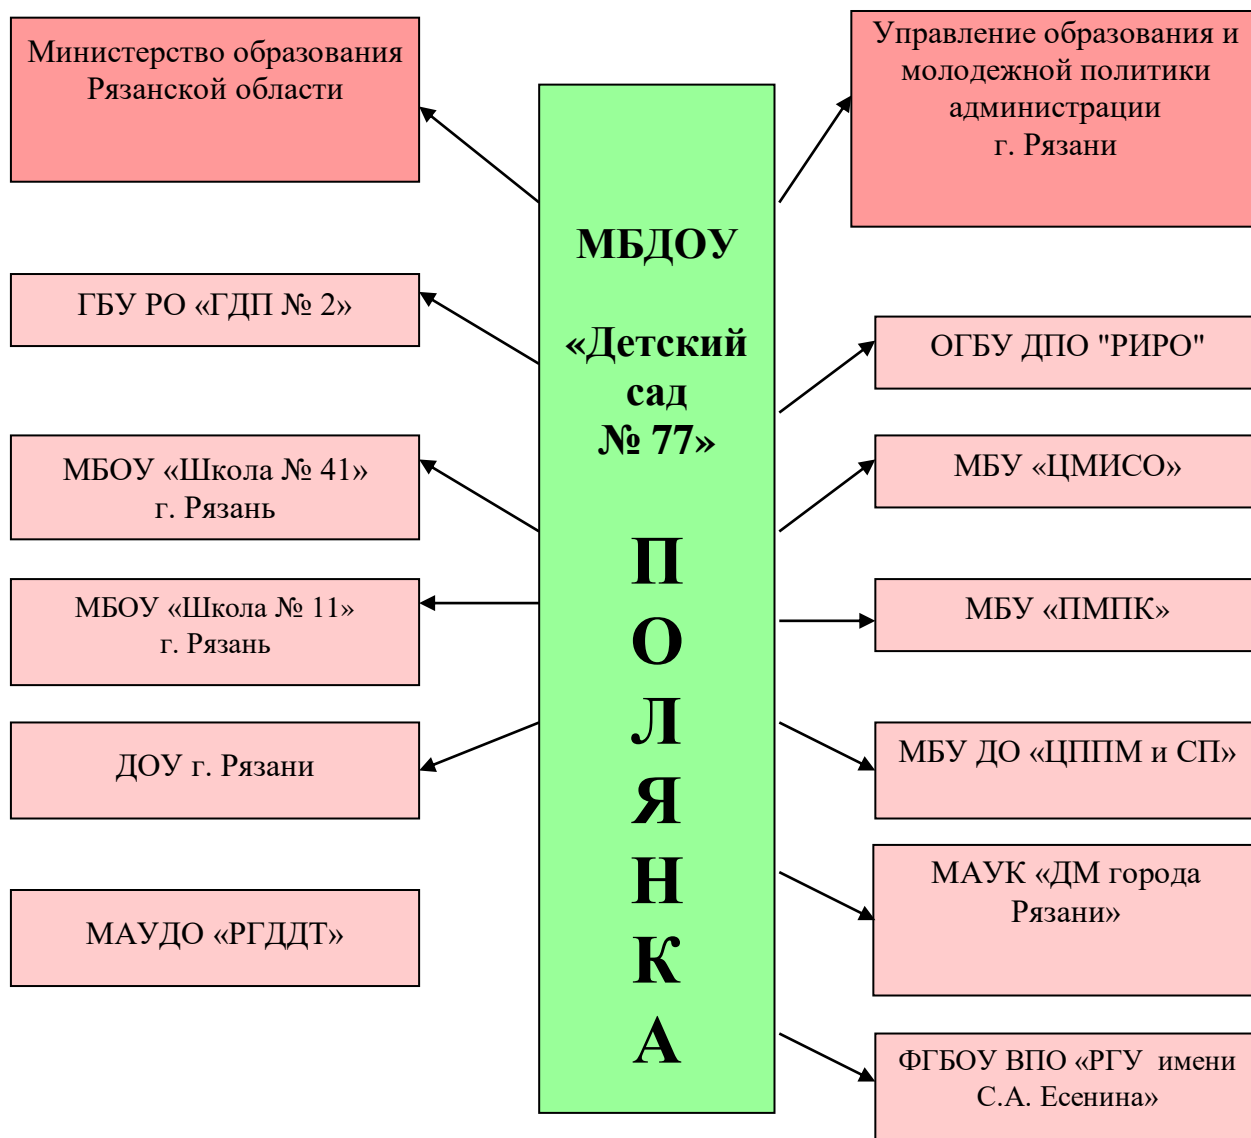 Министерство образования
Рязанской области
Управление образования и
молодежной политики
администрации
г. Рязани
МБДОУ
«Детский
сад
№ 77»
П
О
Л
Я
Н
К
А
ГБУ РО «ГДП № 2»
МБОУ «Школа № 41»
г. Рязань
МБОУ «Школа № 11»
г. Рязань
ДОУ г. Рязани
МАУДО «РГДДТ»
ОГБУ ДПО "РИРО"
МБУ «ЦМИСО»
МБУ «ПМПК»
МБУ ДО «ЦППМ и СП»
МАУК «ДМ города
Рязани»
ФГБОУ ВПО «РГУ имени
С.А. Есенина»